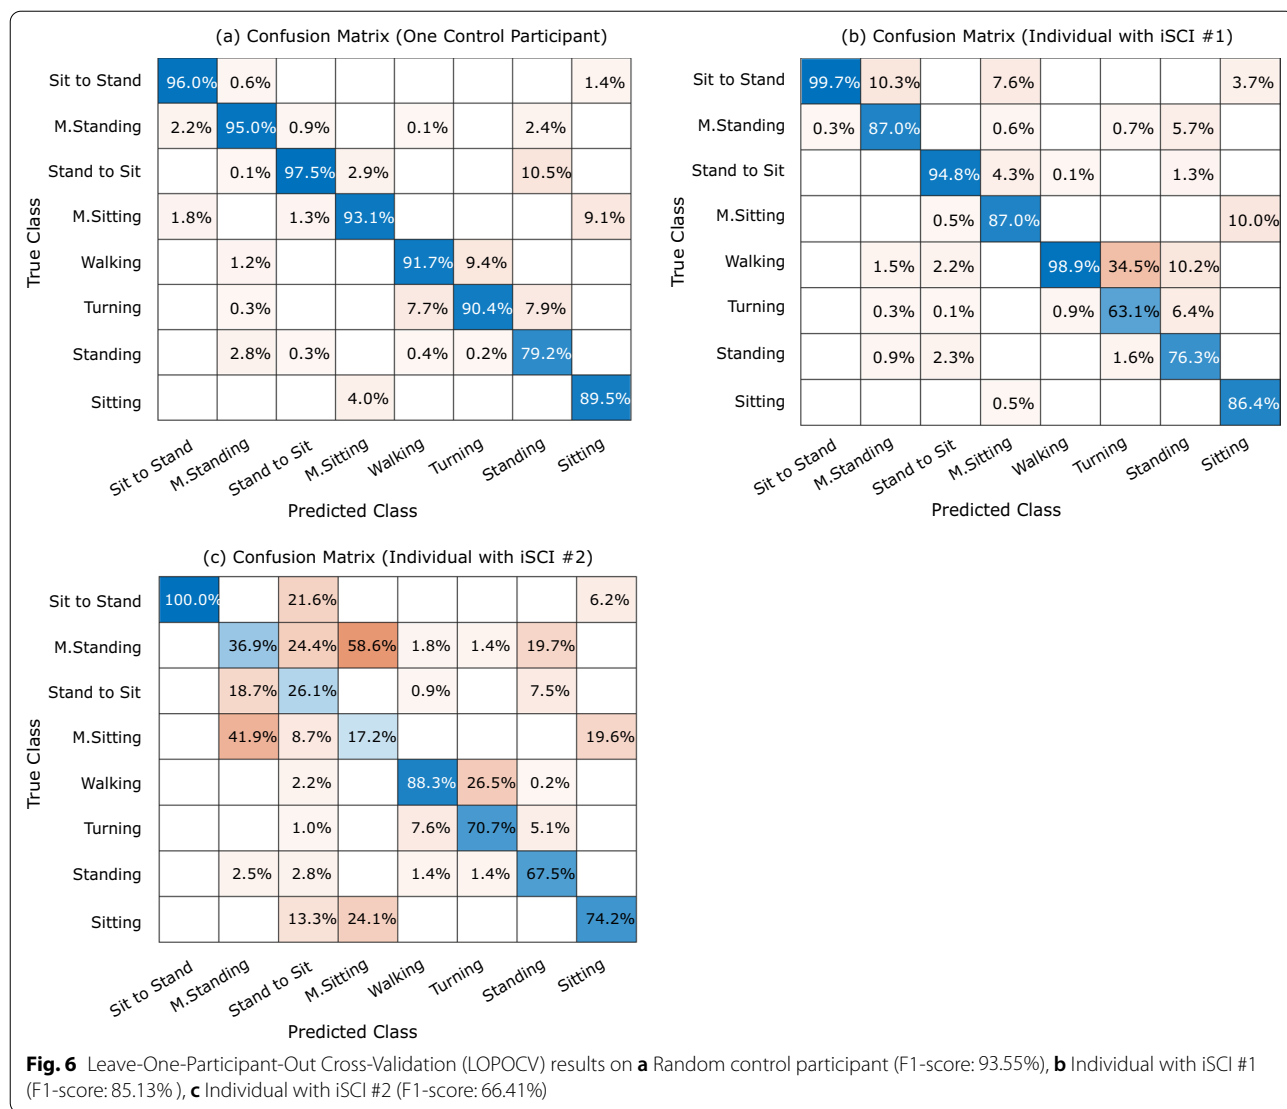 (a) Confusion Matrix (One Control Participant)
True Class
Sit to Stand 96.0% 0.6% 1.4%
M.Standing 2.2% 95.0% 0.9% 0.1% 2.4%
Stand to Sit 0.1% 97.5% 2.9% 10.5%
M.Sitting 1.8% 1.3% 93.1% 9.1%
Walking 1.2% 91.7% 9.4%
Turning 0.3% 7.7% 90.4% 7.9%
Standing 2.8% 0.3% 0.4% 0.2% 79.2%
Sitting 4.0% 89.5%
Sit to Stand M.Standing Stand to Sit M.Sitting Walking Turning Standing Sitting
Predicted Class
(b) Confusion Matrix (Individual with iSCI #1)
True Class
Sit to Stand 99.7% 10.3% 7.6% 3.7%
M.Standing 0.3% 87.0% 0.6% 0.7% 5.7%
Stand to Sit 94.8% 4.3% 0.1% 1.3%
M.Sitting 0.5% 87.0% 10.0%
Walking 1.5% 2.2% 98.9% 34.5% 10.2%
Turning 0.3% 0.1% 0.9% 63.1% 6.4%
Standing 0.9% 2.3% 1.6% 76.3%
Sitting 0.5% 86.4%
Sit to Stand M.Standing Stand to Sit M.Sitting Walking Turning Standing Sitting
Predicted Class
(c) Confusion Matrix (Individual with iSCI #2)
True Class
Sit to Stand 100.0% 21.6% 6.2%
M.Standing 36.9% 24.4% 58.6% 1.8% 1.4% 19.7%
Stand to Sit 18.7% 26.1% 0.9% 7.5%
M.Sitting 41.9% 8.7% 17.2% 19.6%
Walking 2.2% 88.3% 26.5% 0.2%
Turning 1.0% 7.6% 70.7% 5.1%
Standing 2.5% 2.8% 1.4% 1.4% 67.5%
Sitting 13.3% 24.1% 74.2%
Sit to Stand M.Standing Stand to Sit M.Sitting Walking Turning Standing Sitting
Predicted Class
Fig. 6 Leave-One-Participant-Out Cross-Validation (LOPOCV) results on a Random control participant (F1-score: 93.55%), b Individual with iSCI #1
(F1-score: 85.13% ), c Individual with iSCI #2 (F1-score: 66.41%)